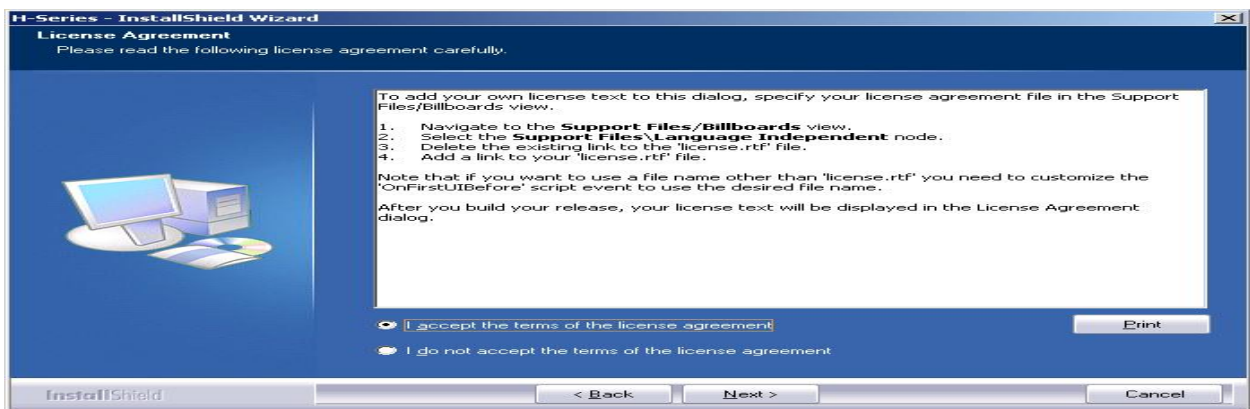 H-Series - InstallShield Wizard
License Agreement
Please read the following license agreement carefully.
To add your own license text to this dialog, specify your license agreement file in the Support
Files/Billboards view.
1. Navigate to the Support Files/Billboards view.
2. Select the Support Files\Language Independent node.
3. Delete the existing link to the 'license.rtf' file.
4. Add a link to your 'license.rtf' file.
Note that if you want to use a file name other than 'license.rtf' you need to customize the
'OnFirstUIBefore' script event to use the desired file name.
After you build your release, your license text will be displayed in the License Agreement
dialog.
I accept the terms of the license agreement
Print
I do not accept the terms of the license agreement
InstallShield
< Back
Next >
Cancel